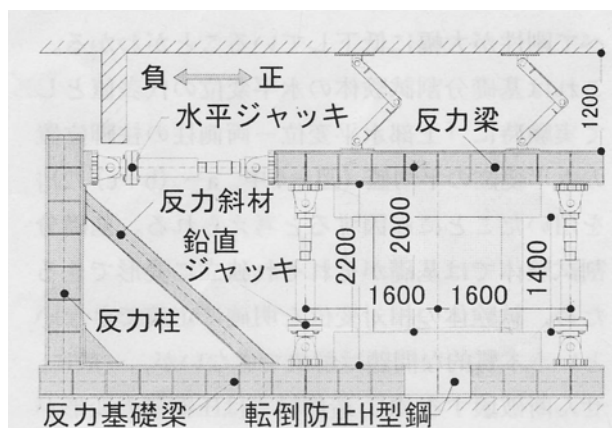 負 正
水平ジャッキ
反力梁
1200
反力斜材
鉛直
ジャッキ
2200
2000
1400
1600 1600
反力柱
反力基礎梁
転倒防止H型鋼